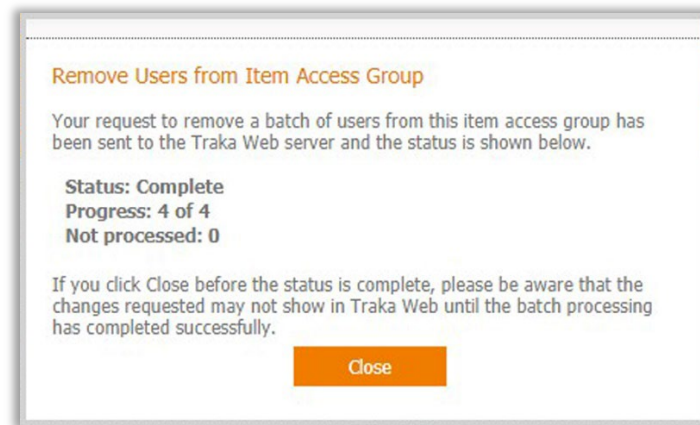 Remove Users from Item Access Group
Your request to remove a batch of users from this item access group has
been sent to the Traka Web server and the status is shown below.
Status: Complete
Progress: 4 of 4
Not processed: 0
If you click Close before the status is complete, please be aware that the
changes requested may not show in Traka Web until the batch processing
has completed successfully.
Close